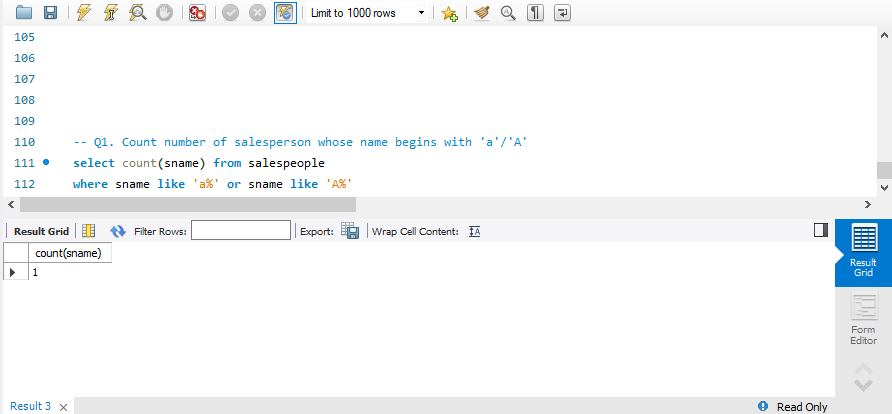 Limit to 1000 rows
105
106
107
108
109
110 -- Q1. Count number of salesperson whose name begins with 'a'/'A'
111 select count(sname) from salespeople
112 where sname like 'a%' or sname like 'A%'
Result Grid Filter Rows: Export: Wrap Cell Content: IA
count(sname)
1
Result
Grid
Form
Editor
Result 3 x Read Only